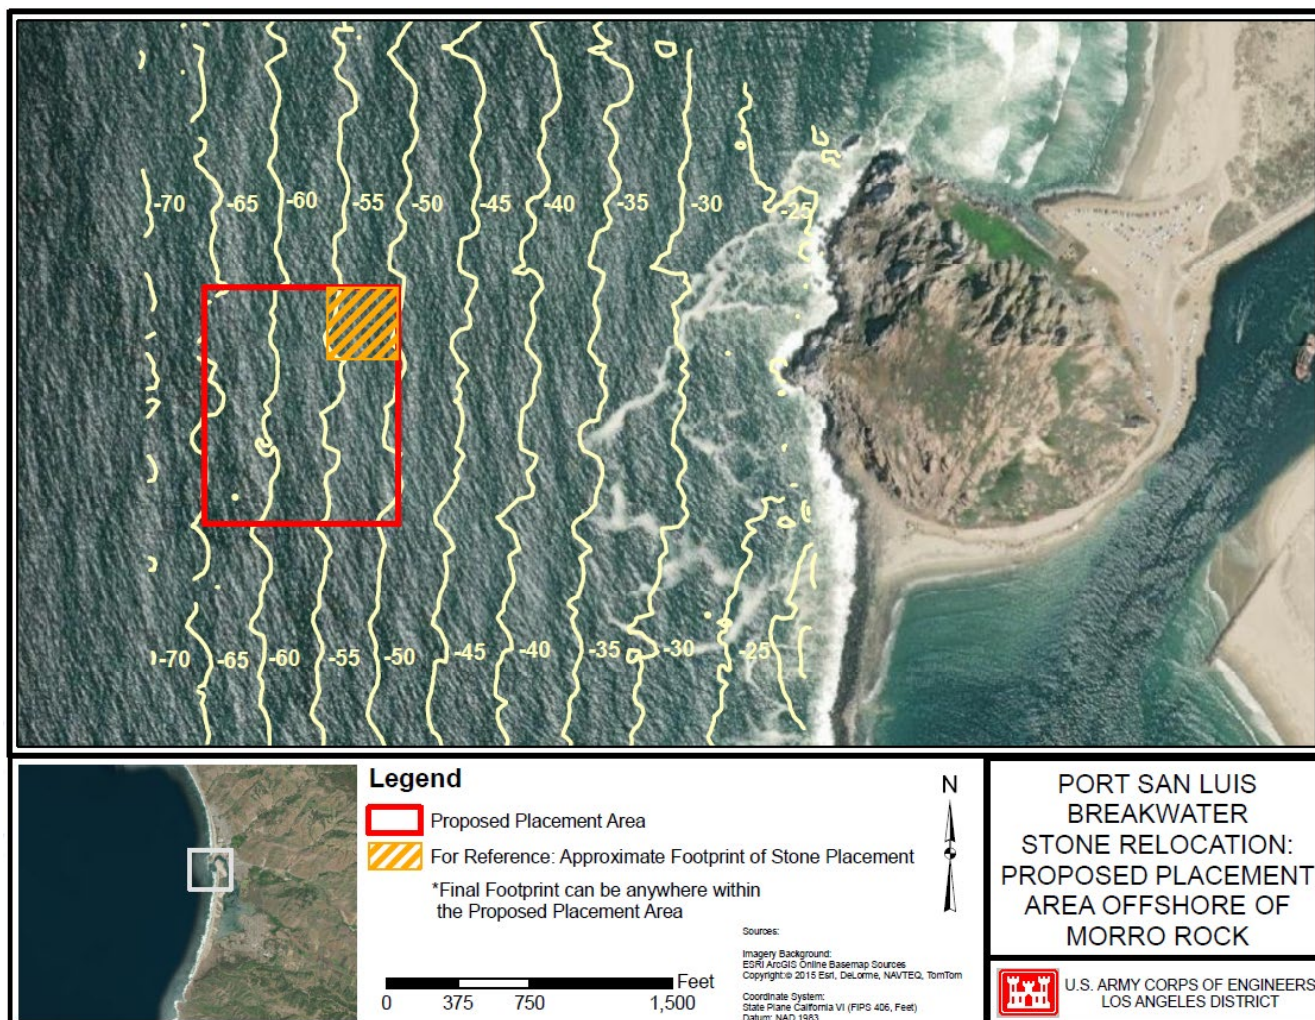 -70
-65
-60
-55
-50
-45
-40
-35
-30
-25
-70
-65
-60
-55
-50
-45
-40
-35
-30
-25
Legend
Proposed Placement Area
For Reference: Approximate Footprint of Stone Placement
*Final Footprint can be anywhere within
the Proposed Placement Area
Feet
0 375 750 1,500
N
Sources:
Imagery Background:
ESRI ArcGIS Online Basemap Sources
Copyright:© 2015 Esri, DeLorme, NAVTEQ, TomTom
Coordinate System:
State Plane California VI (FIPS 406, Feet)
Datum: NAD 1983
PORT SAN LUIS
BREAKWATER
STONE RELOCATION:
PROPOSED PLACEMENT
AREA OFFSHORE OF
MORRO ROCK
U.S. ARMY CORPS OF ENGINEERS
LOS ANGELES DISTRICT